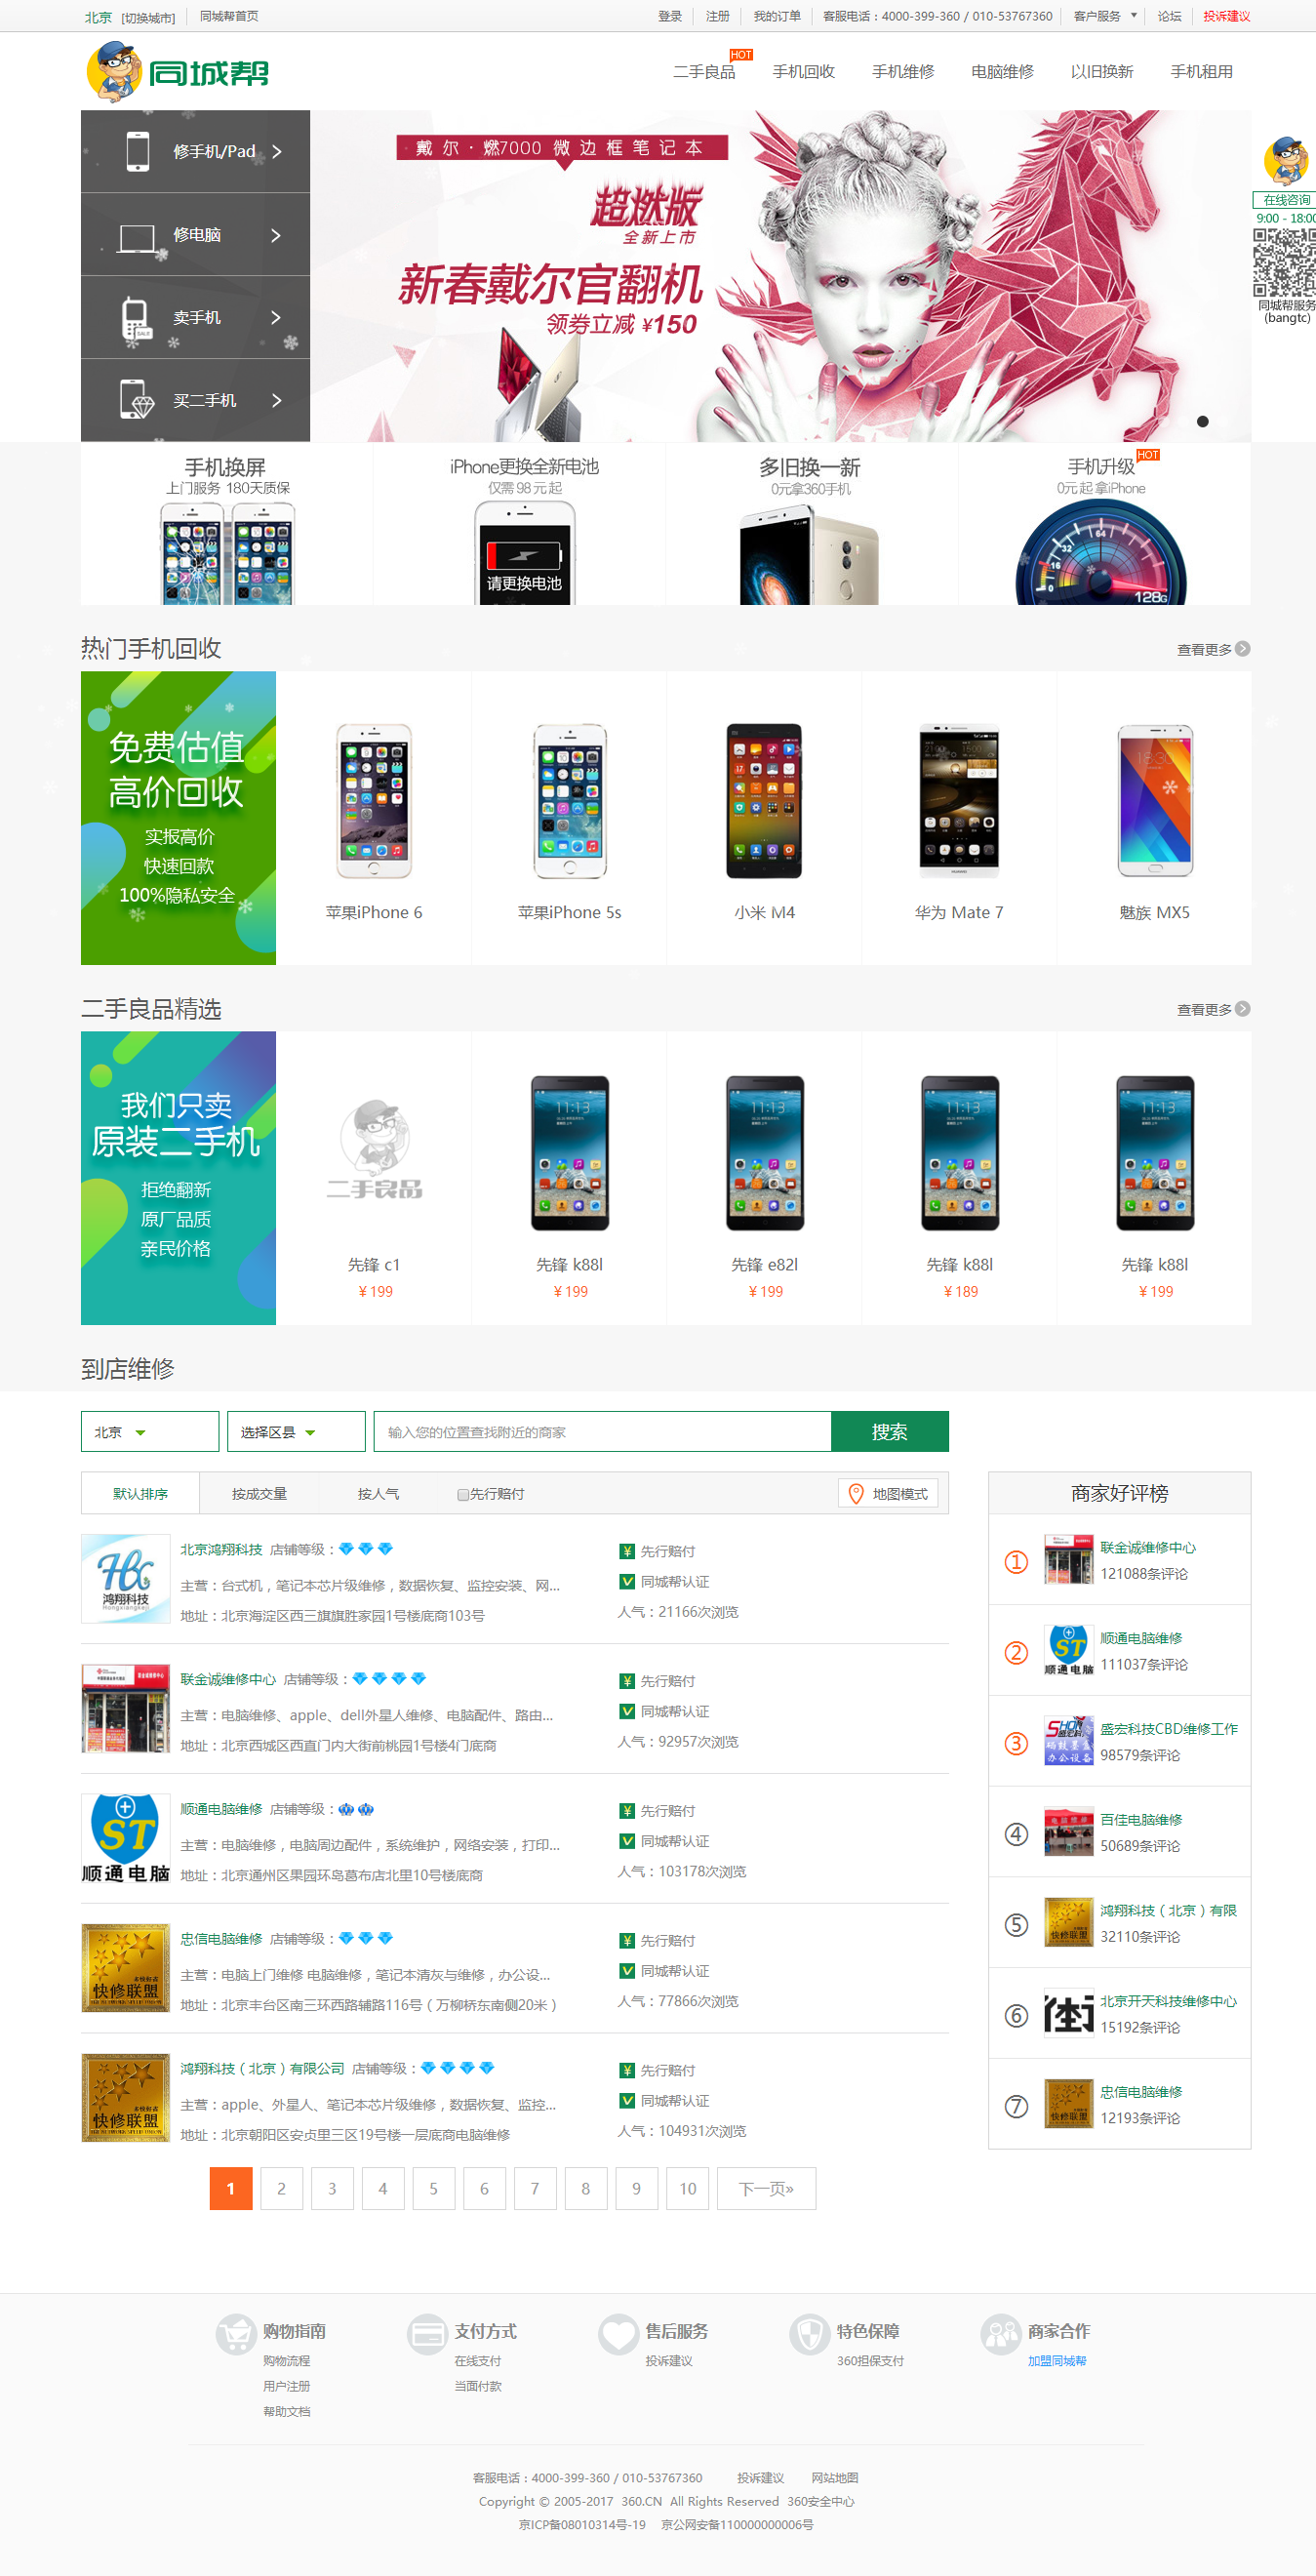 北京 [切换城市] 同城帮首页 登录 注册 我的订单 客服电话：4000-399-360 / 010-53767360 客户服务 论坛 投诉建议
同城帮 二手良品 HOT 手机回收 手机维修 电脑维修 以旧换新 手机租用
修手机/Pad
修电脑
卖手机
买二手机
戴尔·燃7000 微边框笔记本
超燃版
全新上市
新春戴尔官翻机
领券立减 ¥150
在线咨询
9:00 - 18:00
同城帮服务
(bangtc)
手机换屏
上门服务 180天质保
iPhone更换全新电池
仅需 98 元起
请更换电池
多旧换一新
0元拿360手机
手机升级 HOT
0元起拿iPhone
0 16 32 64 128G
热门手机回收 查看更多
免费估值
高价回收
实报高价
快速回款
100%隐私安全
苹果iPhone 6 苹果iPhone 5s 小米 M4 华为 Mate 7 魅族 MX5
二手良品精选 查看更多
我们只卖
原装二手机
拒绝翻新
原厂品质
亲民价格
二手良品
11:13 11:13 11:13 11:13
先锋 c1 先锋 k88l 先锋 e82l 先锋 k88l 先锋 k88l
¥199 ¥199 ¥199 ¥189 ¥199
到店维修
北京 选择区县 输入您的位置查找附近的商家 搜索
默认排序 按成交量 按人气 先行赔付 地图模式
鸿翔科技
Hongxiangkeji
北京鸿翔科技 店铺等级：
主营：台式机，笔记本芯片级维修，数据恢复、监控安装、网...
地址：北京海淀区西三旗旗胜家园1号楼底商103号
¥ 先行赔付
同城帮认证
人气：21166次浏览
联金诚维修中心 店铺等级：
主营：电脑维修、apple、dell外星人维修、电脑配件、路由...
地址：北京西城区西直门内大街前桃园1号楼4门底商
¥ 先行赔付
同城帮认证
人气：92957次浏览
ST
顺通电脑
顺通电脑维修 店铺等级：
主营：电脑维修，电脑周边配件，系统维护，网络安装，打印...
地址：北京通州区果园环岛葛布店北里10号楼底商
¥ 先行赔付
同城帮认证
人气：103178次浏览
快修联盟
忠信电脑维修 店铺等级：
主营：电脑上门维修 电脑维修，笔记本清灰与维修，办公设...
地址：北京丰台区南三环西路辅路116号（万柳桥东南侧20米）
¥ 先行赔付
同城帮认证
人气：77866次浏览
快修联盟
鸿翔科技（北京）有限公司 店铺等级：
主营：apple、外星人、笔记本芯片级维修，数据恢复、监控...
地址：北京朝阳区安贞里三区19号楼一层底商电脑维修
¥ 先行赔付
同城帮认证
人气：104931次浏览
1 2 3 4 5 6 7 8 9 10 下一页»
商家好评榜
① 联金诚维修中心
121088条评论
② 顺通电脑维修
111037条评论
ST
顺通电脑
③ 盛宏科技CBD维修工作
98579条评论
办公设备
④ 百佳电脑维修
50689条评论
⑤ 鸿翔科技（北京）有限
32110条评论
快修联盟
⑥ 北京开天科技维修中心
15192条评论
⑦ 忠信电脑维修
12193条评论
快修联盟
购物指南
购物流程
用户注册
帮助文档
支付方式
在线支付
当面付款
售后服务
投诉建议
特色保障
360担保支付
商家合作
加盟同城帮
客服电话：4000-399-360 / 010-53767360 投诉建议 网站地图
Copyright © 2005-2017 360.CN All Rights Reserved 360安全中心
京ICP备08010314号-19 京公网安备110000000006号